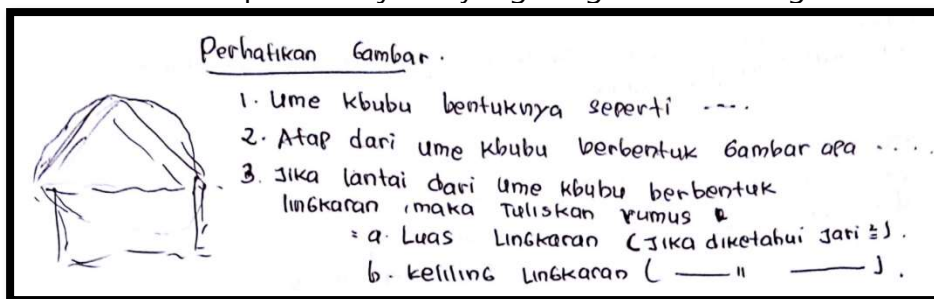 Perhatikan Gambar.
1. Ume kbubu bentuknya seperti ....
2. Atap dari ume kbubu berbentuk Gambar apa ....
3. Jika lantai dari ume kbubu berbentuk
lingkaran, maka Tuliskan rumus
: a. Luas Lingkaran (Jika diketahui Jari²).
b. keliling Lingkaran ( — " — ).